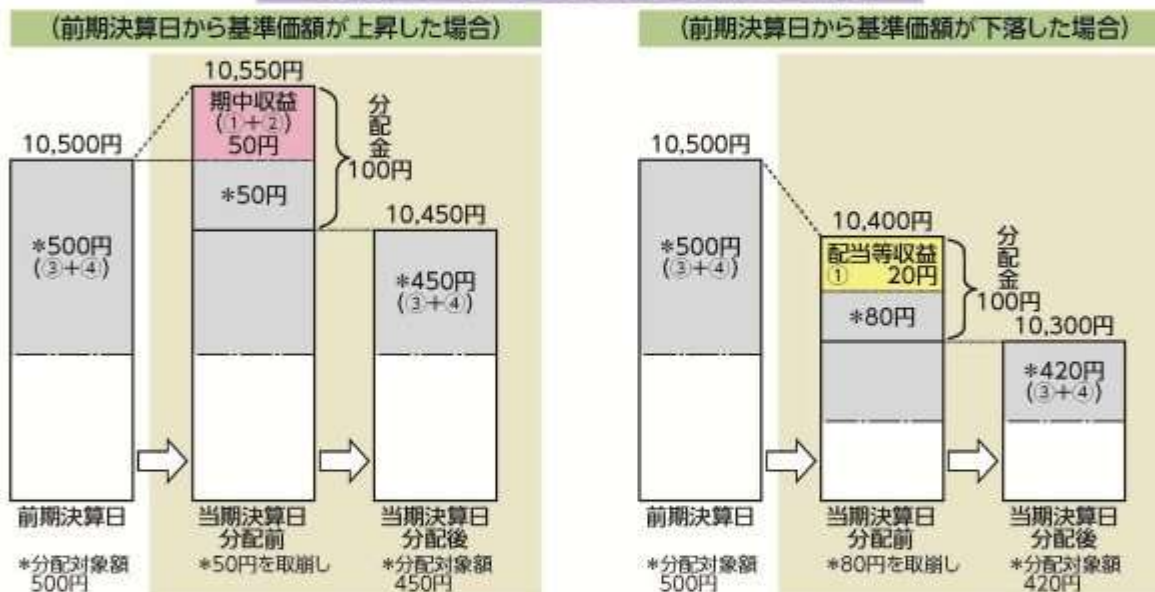 (前期決算日から基準価額が上昇した場合)
10,550円
期中収益
(①+②)
50円
*50円
分配金
100円
10,500円
*500円
(③+④)
10,450円
*450円
(③+④)
前期決算日
当期決算日
分配前
当期決算日
分配後
*分配対象額
500円
*50円を取崩し
*分配対象額
450円
(前期決算日から基準価額が下落した場合)
10,500円
*500円
(③+④)
10,400円
配当等収益
① 20円
*80円
分配金
100円
10,300円
*420円
(③+④)
前期決算日
当期決算日
分配前
当期決算日
分配後
*分配対象額
500円
*80円を取崩し
*分配対象額
420円